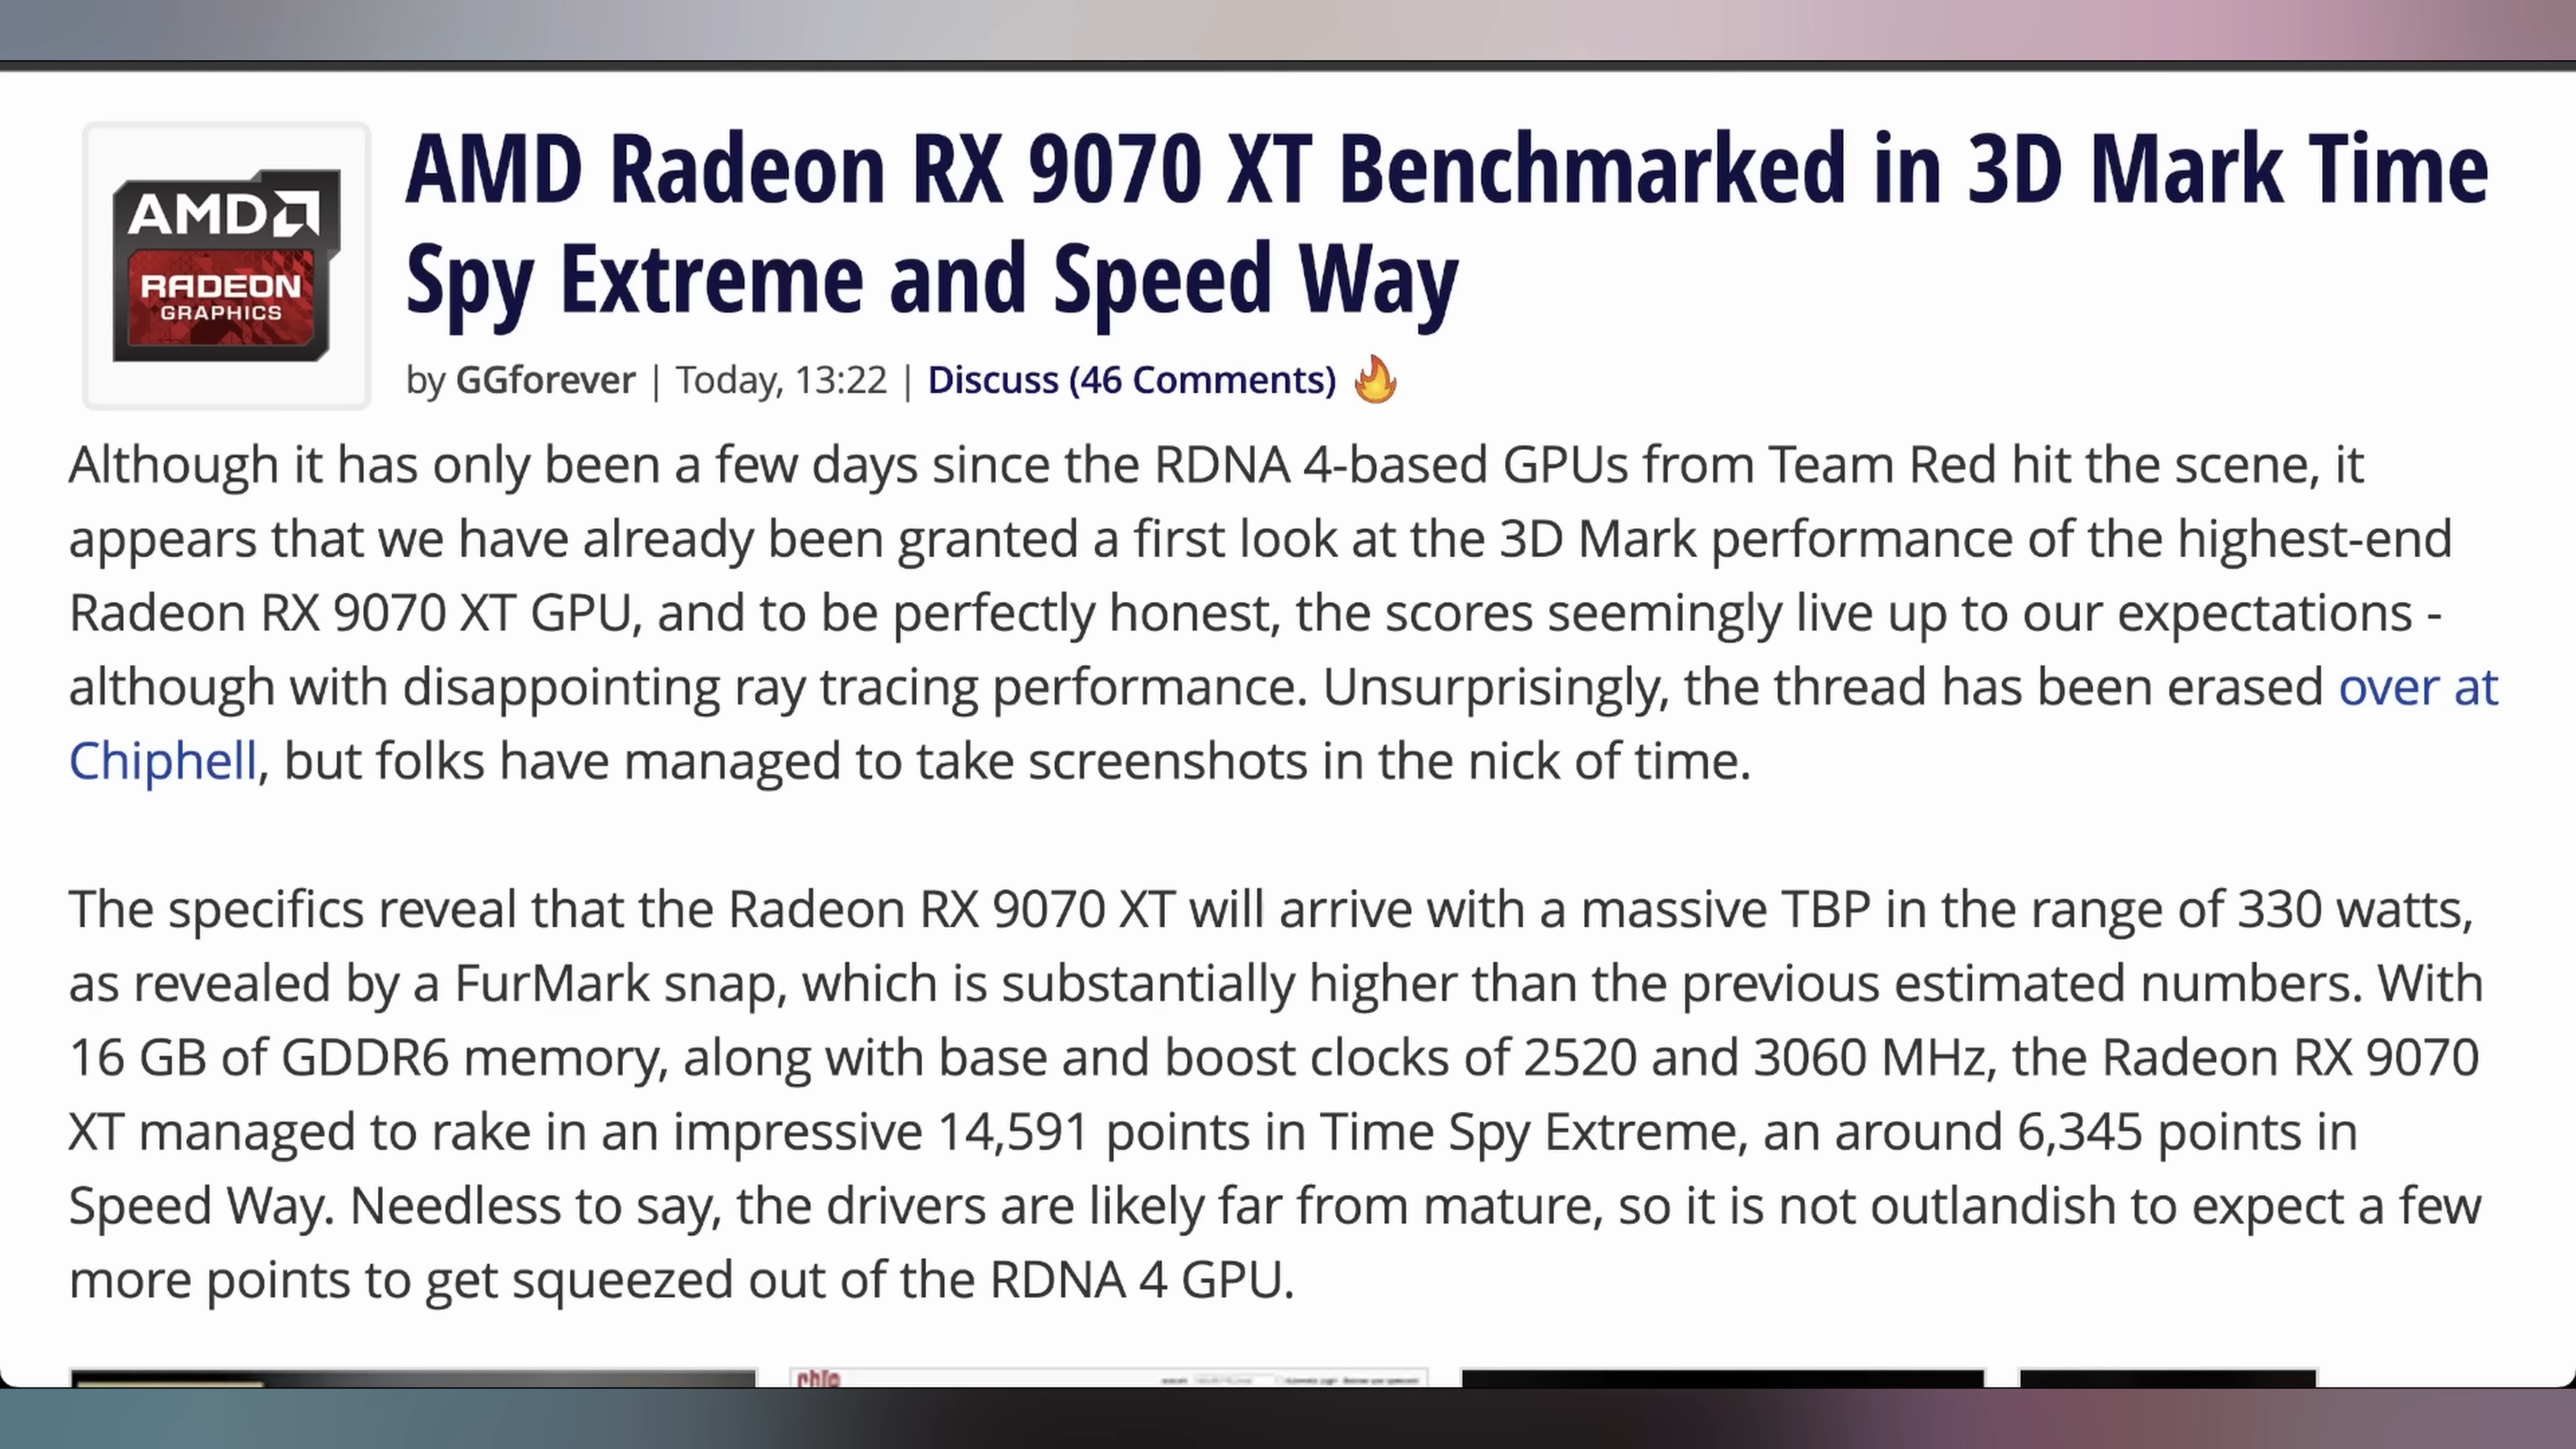 AMD
RADEON
GRAPHICS
AMD Radeon RX 9070 XT Benchmarked in 3D Mark Time
Spy Extreme and Speed Way
by GGforever | Today, 13:22 | Discuss (46 Comments) 🔥
Although it has only been a few days since the RDNA 4-based GPUs from Team Red hit the scene, it
appears that we have already been granted a first look at the 3D Mark performance of the highest-end
Radeon RX 9070 XT GPU, and to be perfectly honest, the scores seemingly live up to our expectations -
although with disappointing ray tracing performance. Unsurprisingly, the thread has been erased over at
Chiphell, but folks have managed to take screenshots in the nick of time.
The specifics reveal that the Radeon RX 9070 XT will arrive with a massive TBP in the range of 330 watts,
as revealed by a FurMark snap, which is substantially higher than the previous estimated numbers. With
16 GB of GDDR6 memory, along with base and boost clocks of 2520 and 3060 MHz, the Radeon RX 9070
XT managed to rake in an impressive 14,591 points in Time Spy Extreme, an around 6,345 points in
Speed Way. Needless to say, the drivers are likely far from mature, so it is not outlandish to expect a few
more points to get squeezed out of the RDNA 4 GPU.